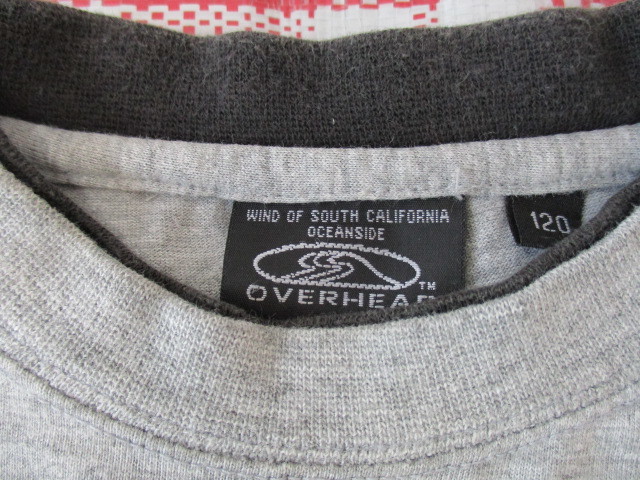 WIND OF SOUTH CALIFORNIA
OCEANSIDE
TM
OVERHEAD
120